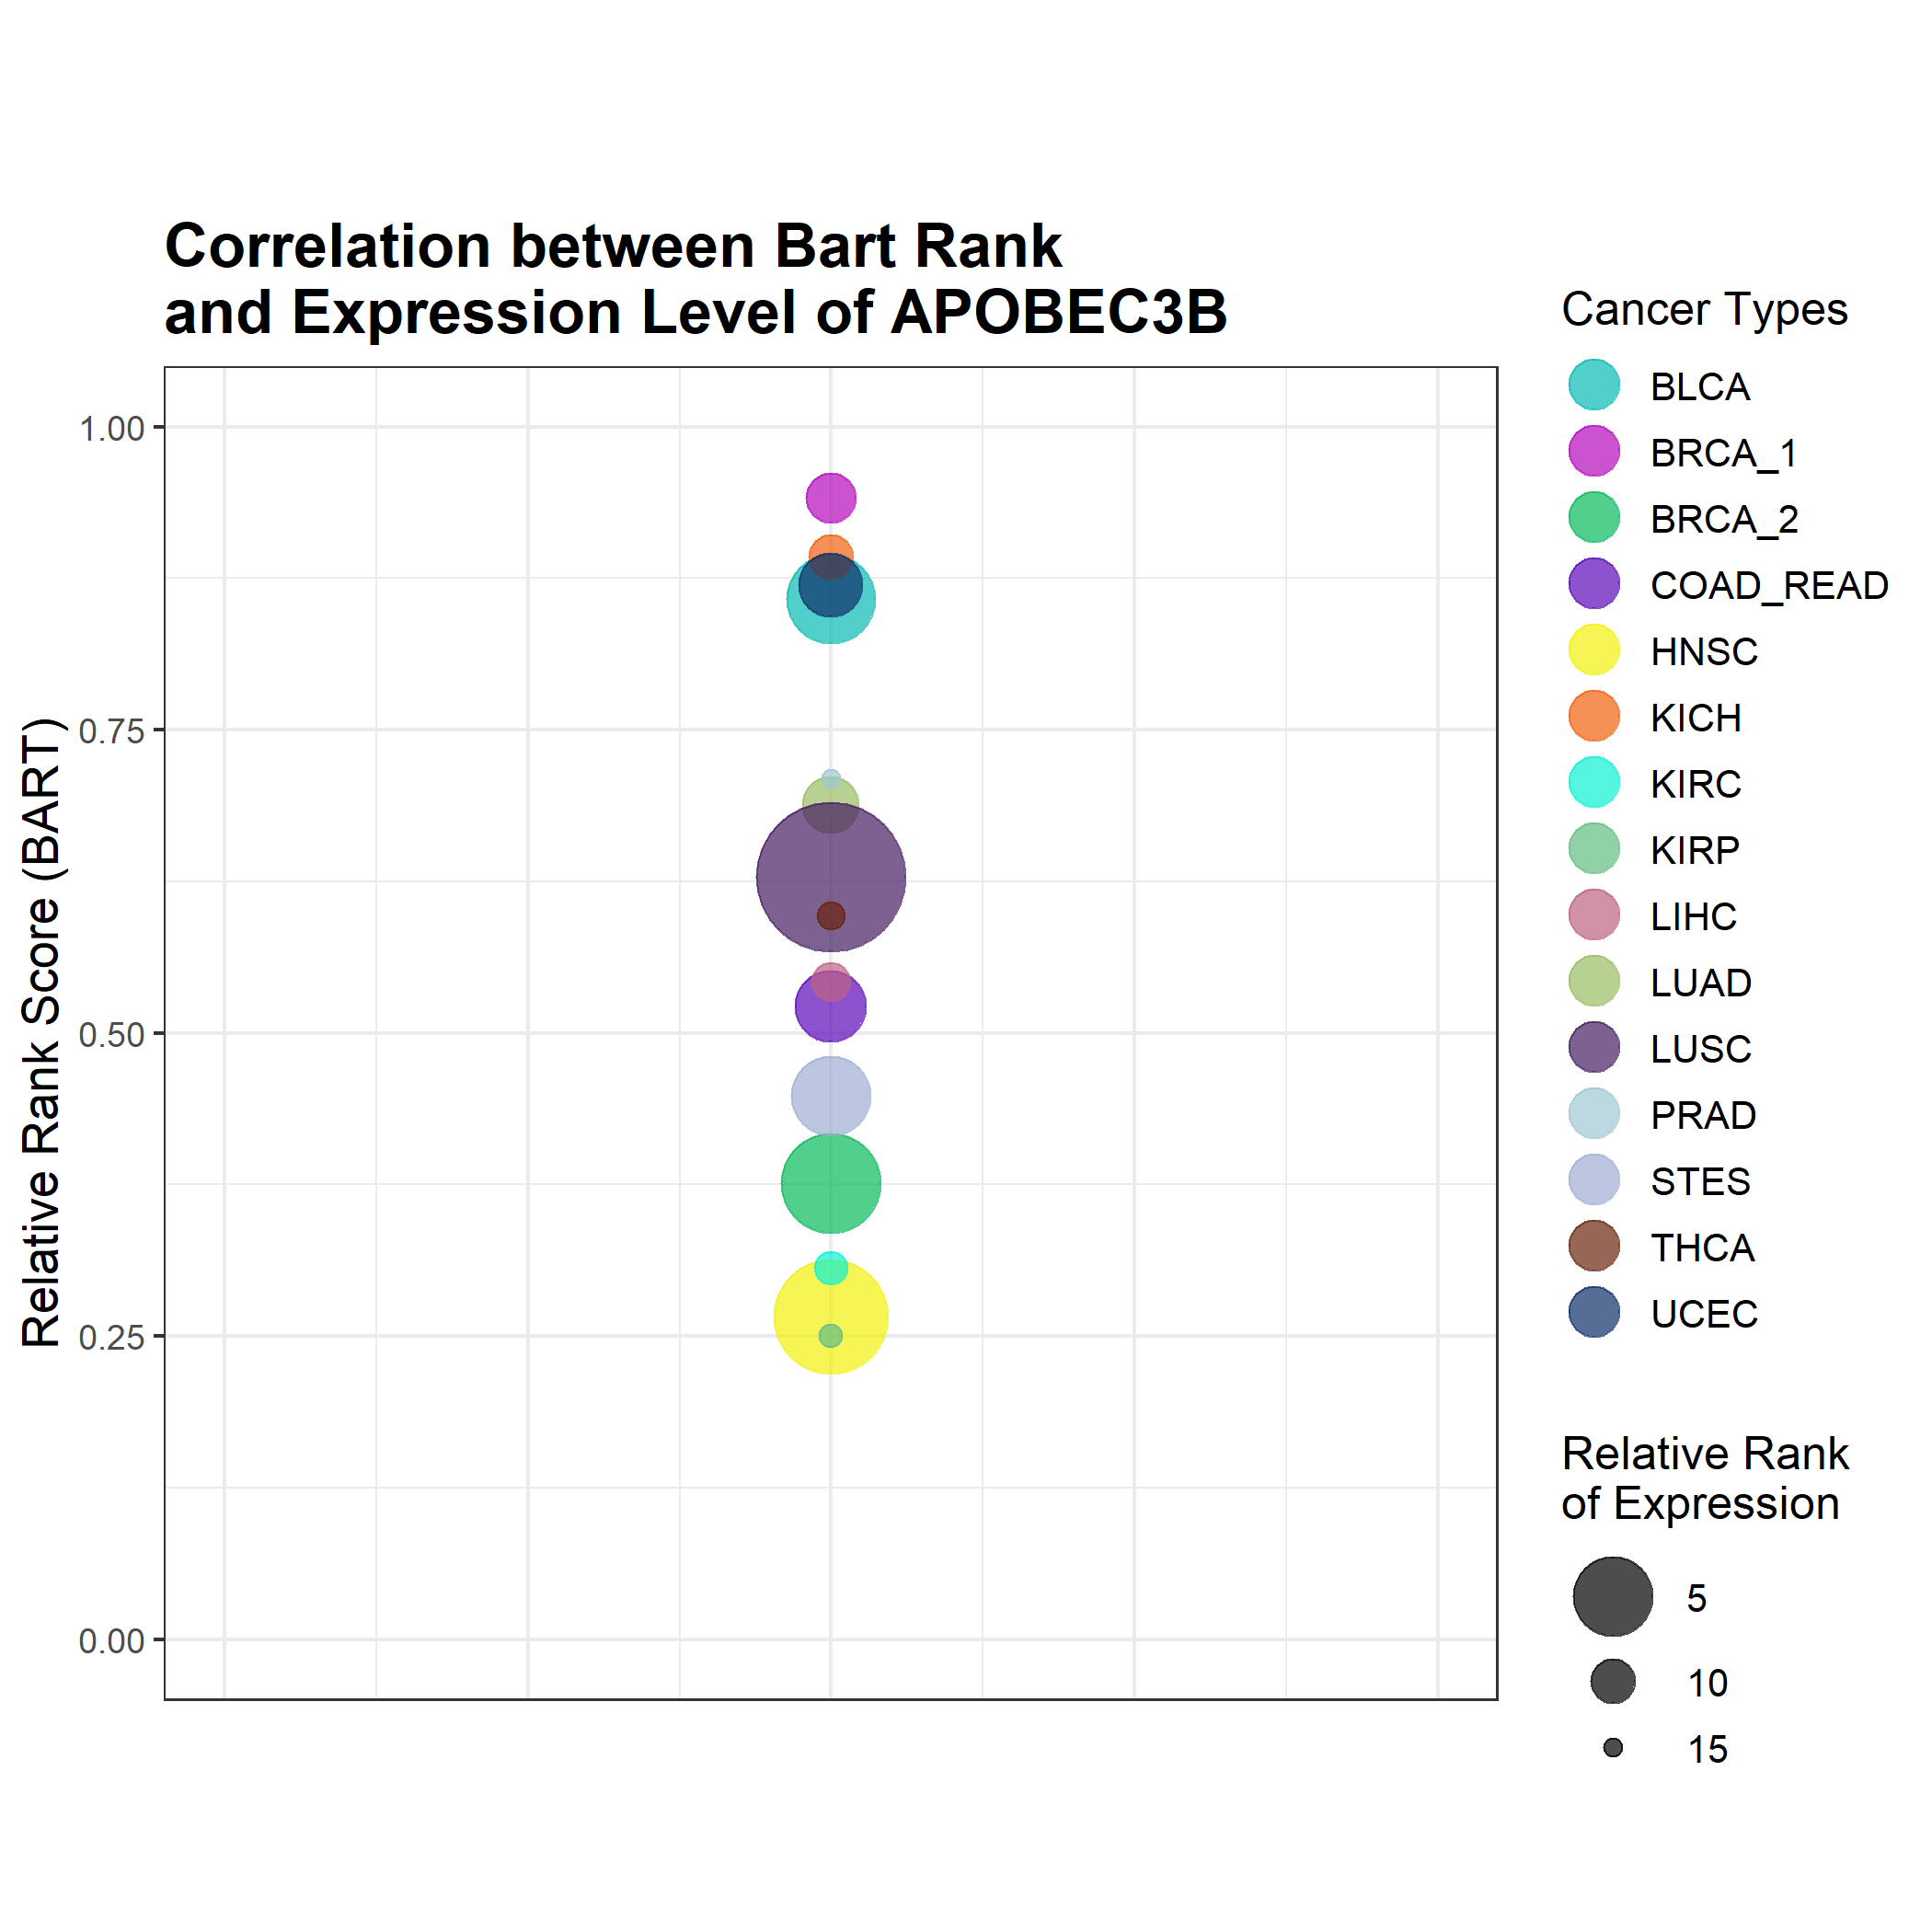 Correlation between Bart Rank
and Expression Level of APOBEC3B
Relative Rank Score (BART)
1.00
0.75
0.50
0.25
0.00
Cancer Types
BLCA
BRCA_1
BRCA_2
COAD_READ
HNSC
KICH
KIRC
KIRP
LIHC
LUAD
LUSC
PRAD
STES
THCA
UCEC
Relative Rank
of Expression
5
10
15